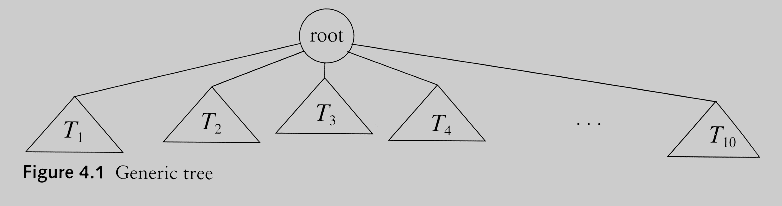 root
T1 T2 T3 T4 ... T10
Figure 4.1 Generic tree